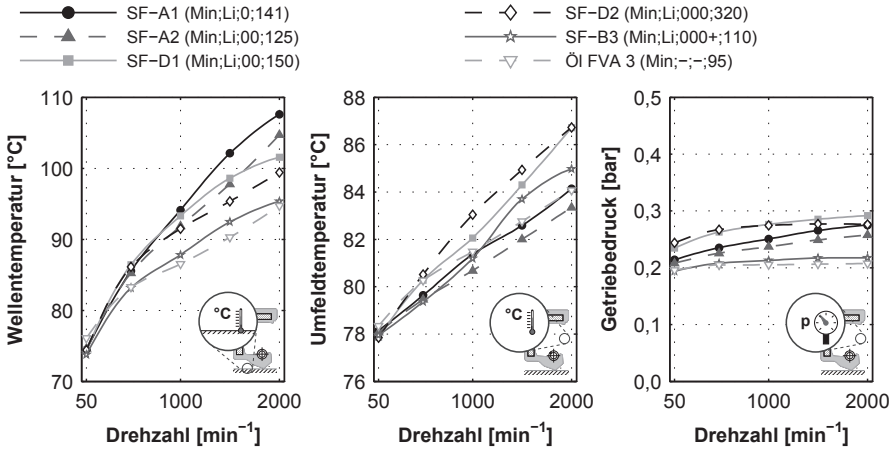 SF−A1 (Min;Li;0;141)
SF−A2 (Min;Li;00;125)
SF−D1 (Min;Li;00;150)
SF−D2 (Min;Li;000;320)
SF−B3 (Min;Li;000+;110)
Öl FVA 3 (Min;−;−;95)
Wellentemperatur [°C]
110
100
90
80
70
50
1000
2000
Drehzahl [min⁻¹]
°C
Umfeldtemperatur [°C]
88
86
84
82
80
78
76
50
1000
2000
Drehzahl [min⁻¹]
°C
Getriebedruck [bar]
0,5
0,4
0,3
0,2
0,1
0,0
50
1000
2000
Drehzahl [min⁻¹]
p